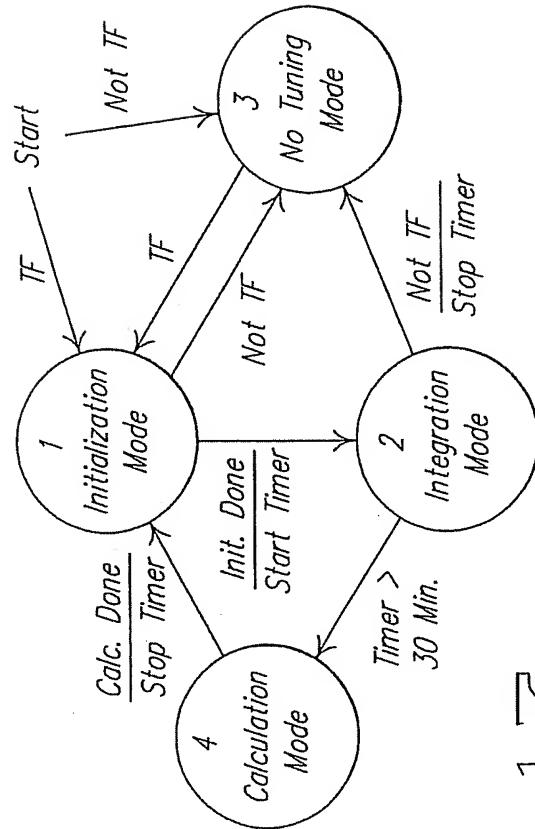 Start
TF
Not TF
1
Initialization
Mode
3
No Tuning
Mode
TF
Not TF
Calc. Done
Stop Timer
Init. Done
Start Timer
Not TF
Stop Timer
4
Calculation
Mode
2
Integration
Mode
Timer >
30 Min.